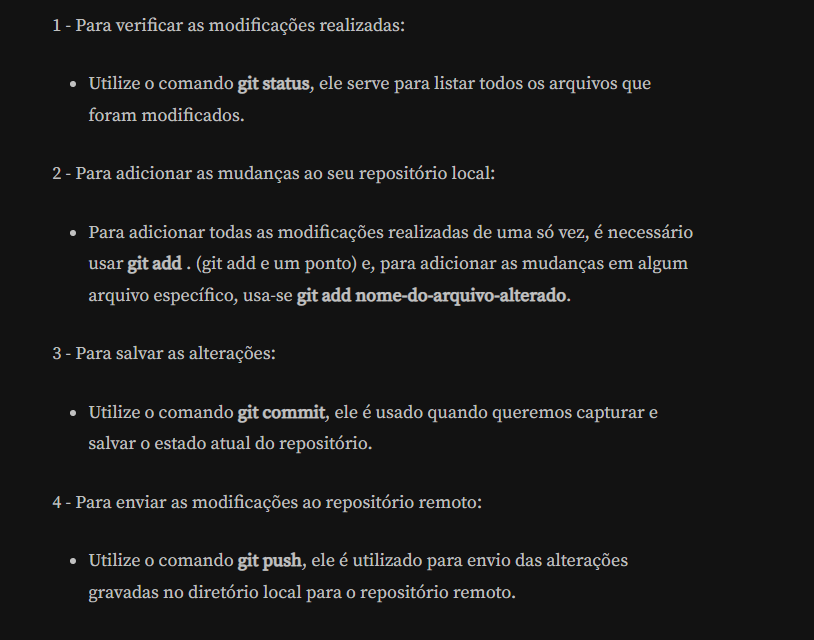 1 - Para verificar as modificações realizadas:
• Utilize o comando git status, ele serve para listar todos os arquivos que
foram modificados.
2 - Para adicionar as mudanças ao seu repositório local:
• Para adicionar todas as modificações realizadas de uma só vez, é necessário
usar git add . (git add e um ponto) e, para adicionar as mudanças em algum
arquivo específico, usa-se git add nome-do-arquivo-alterado.
3 - Para salvar as alterações:
• Utilize o comando git commit, ele é usado quando queremos capturar e
salvar o estado atual do repositório.
4 - Para enviar as modificações ao repositório remoto:
• Utilize o comando git push, ele é utilizado para envio das alterações
gravadas no diretório local para o repositório remoto.